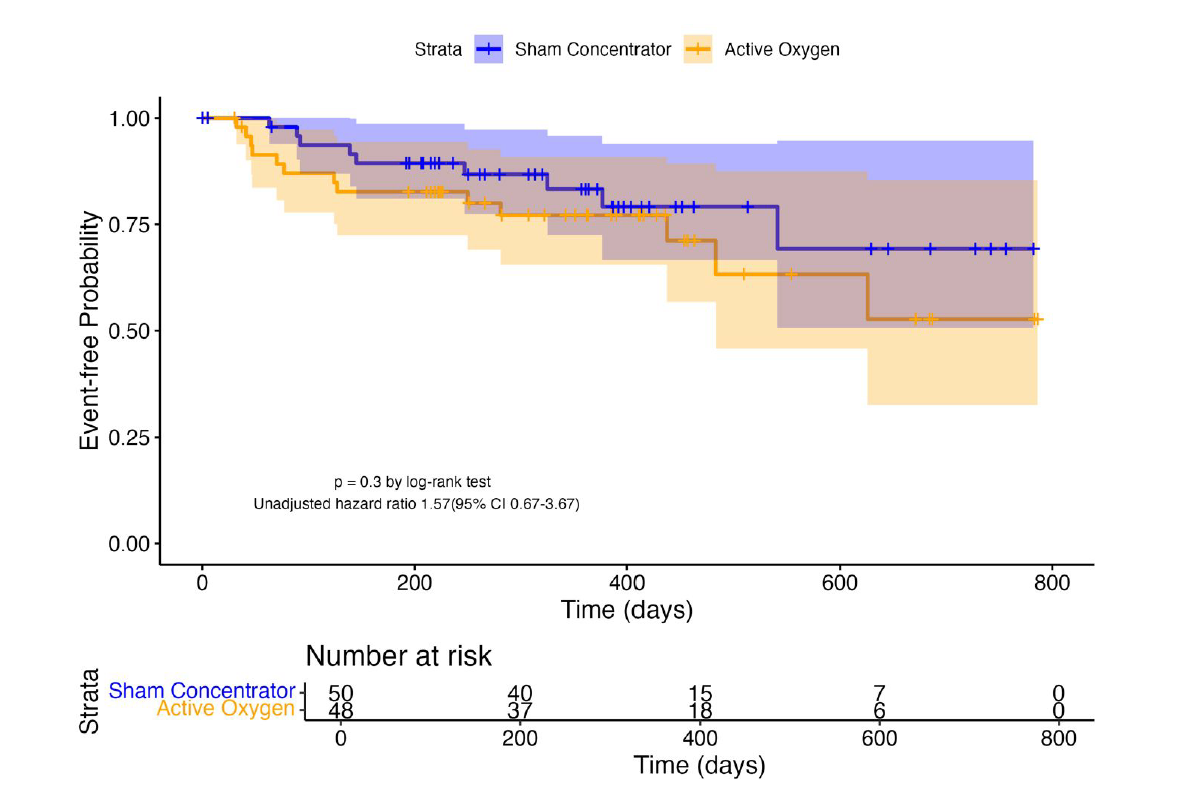 Strata Sham Concentrator Active Oxygen
1.00
0.75
0.50
0.25
0.00
Event-free Probability
p = 0.3 by log-rank test
Unadjusted hazard ratio 1.57(95% CI 0.67-3.67)
0 200 400 600 800
Time (days)
Number at risk
Strata
Sham Concentrator 50 40 15 7 0
Active Oxygen 48 37 18 6 0
0 200 400 600 800
Time (days)